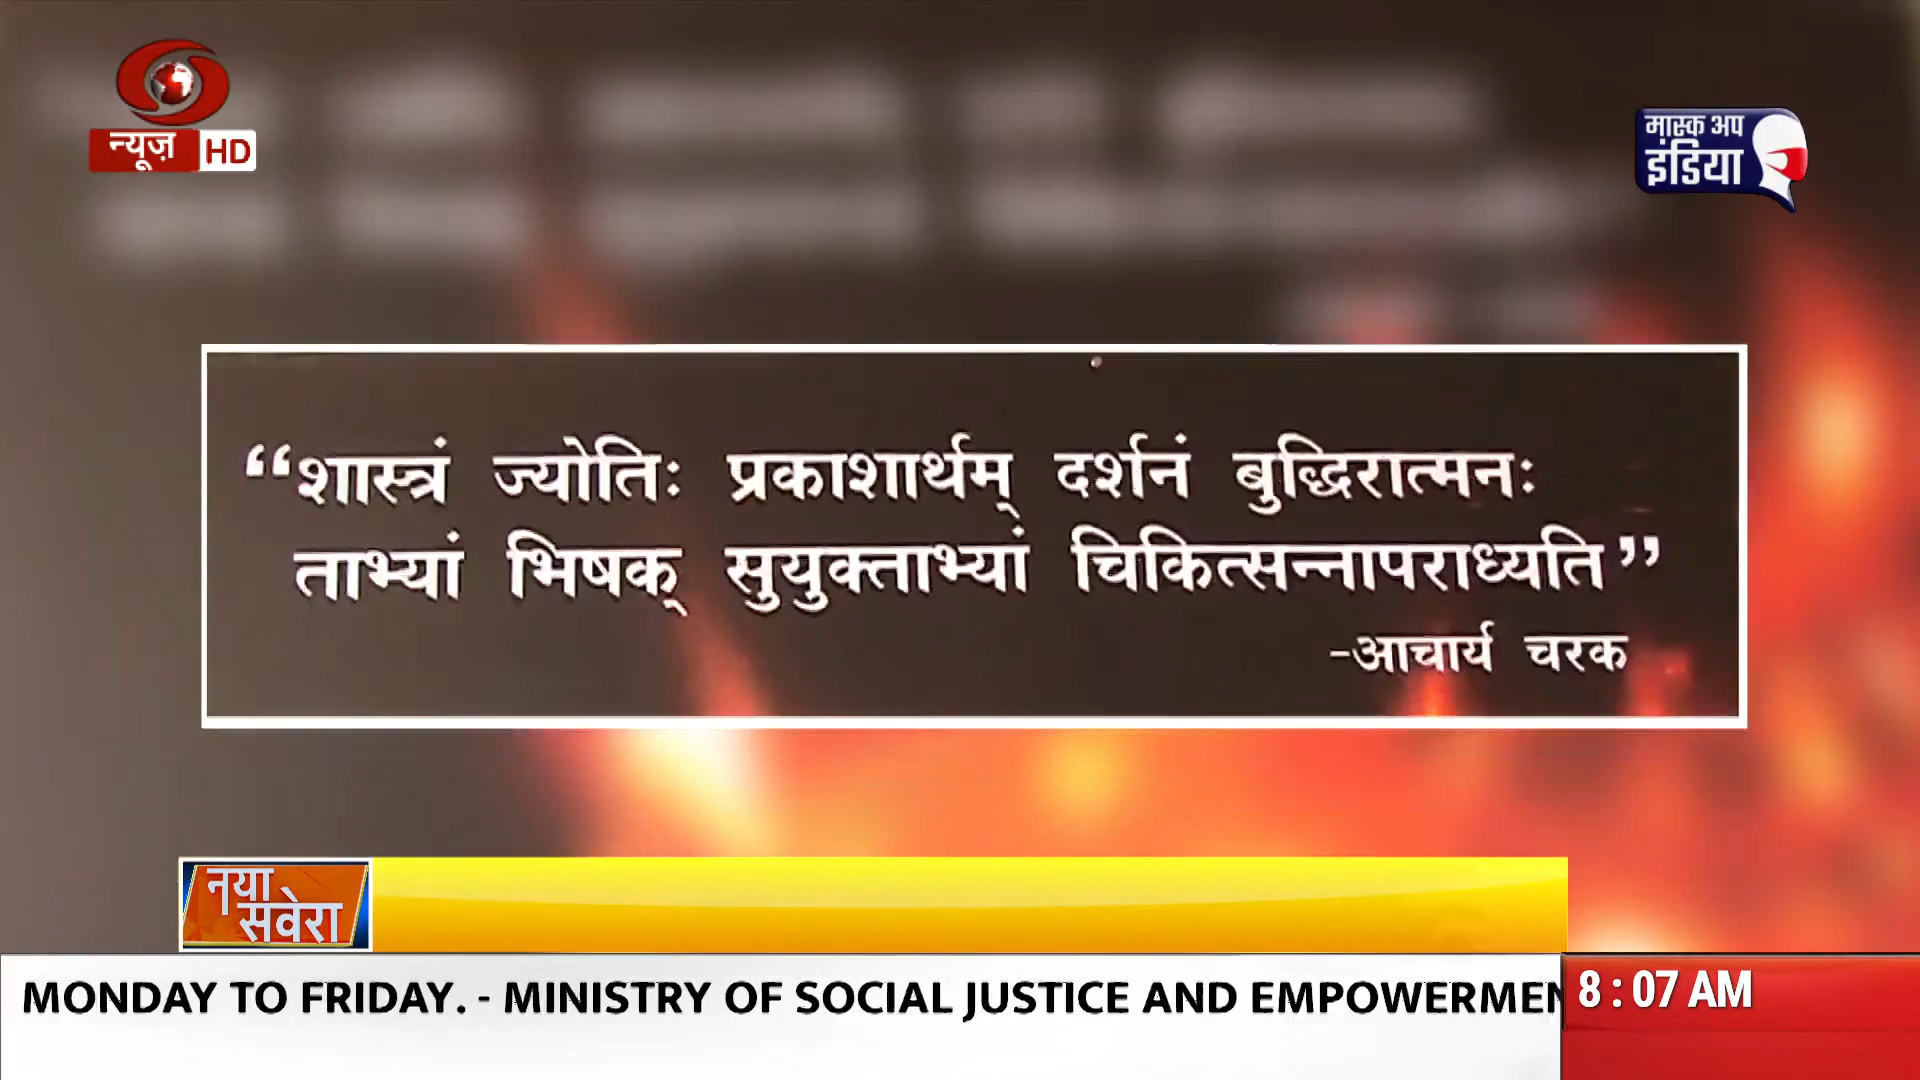 न्यूज़ HD
मास्क अप
इंडिया
“शास्त्रं ज्योतिः प्रकाशार्थम् दर्शनं बुद्धिरात्मनः
ताभ्यां भिषक् सुयुक्ताभ्यां चिकित्सन्नापराध्यति”
-आचार्य चरक
नया
सवेरा
MONDAY TO FRIDAY. - MINISTRY OF SOCIAL JUSTICE AND EMPOWERMEN
8:07 AM